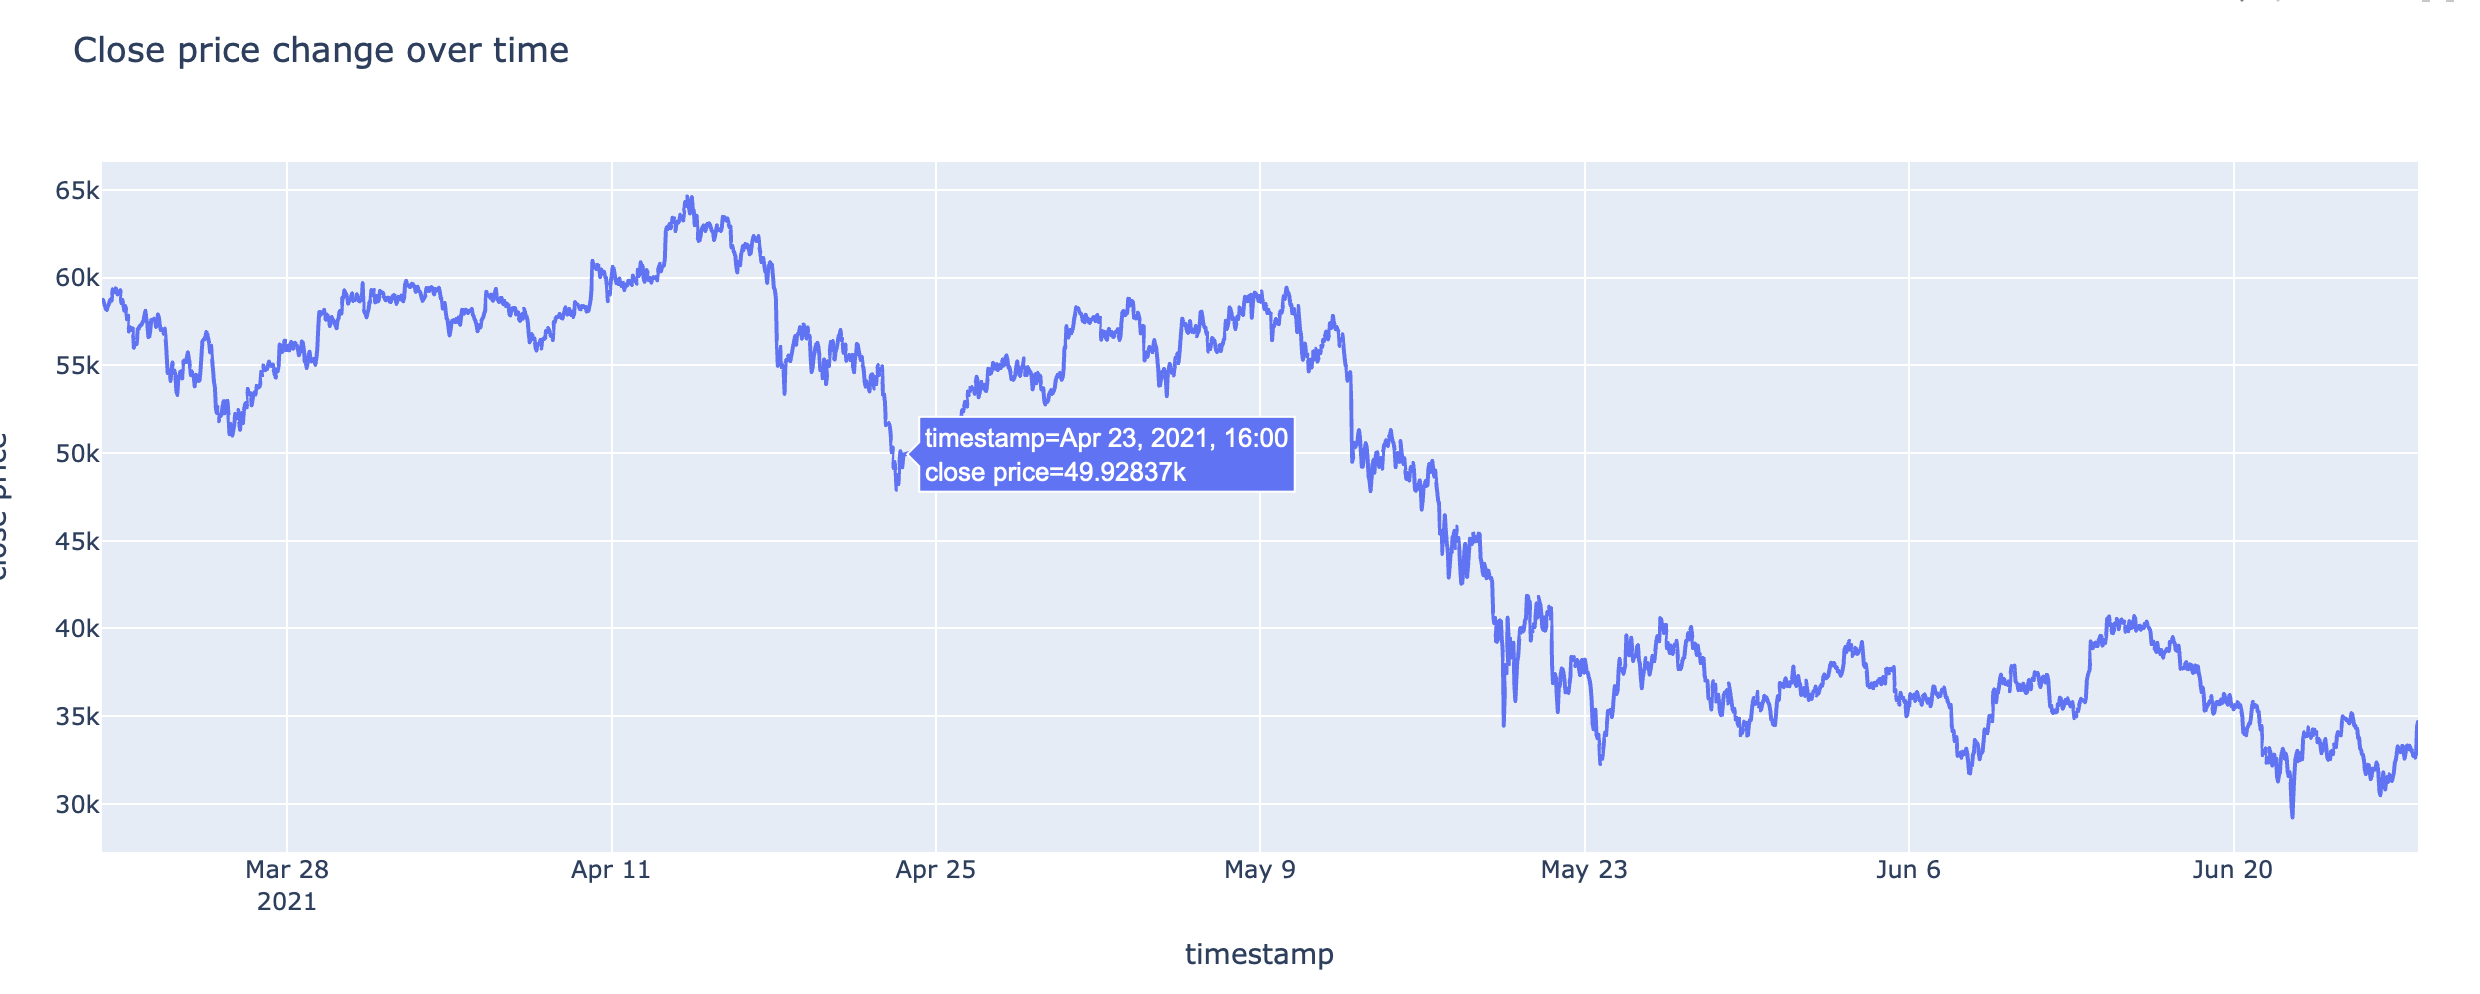 Close price change over time
65k
60k
55k
50k
45k
40k
35k
30k
close price
timestamp=Apr 23, 2021, 16:00
close price=49.92837k
Mar 28 Apr 11 Apr 25 May 9 May 23 Jun 6 Jun 20
2021
timestamp